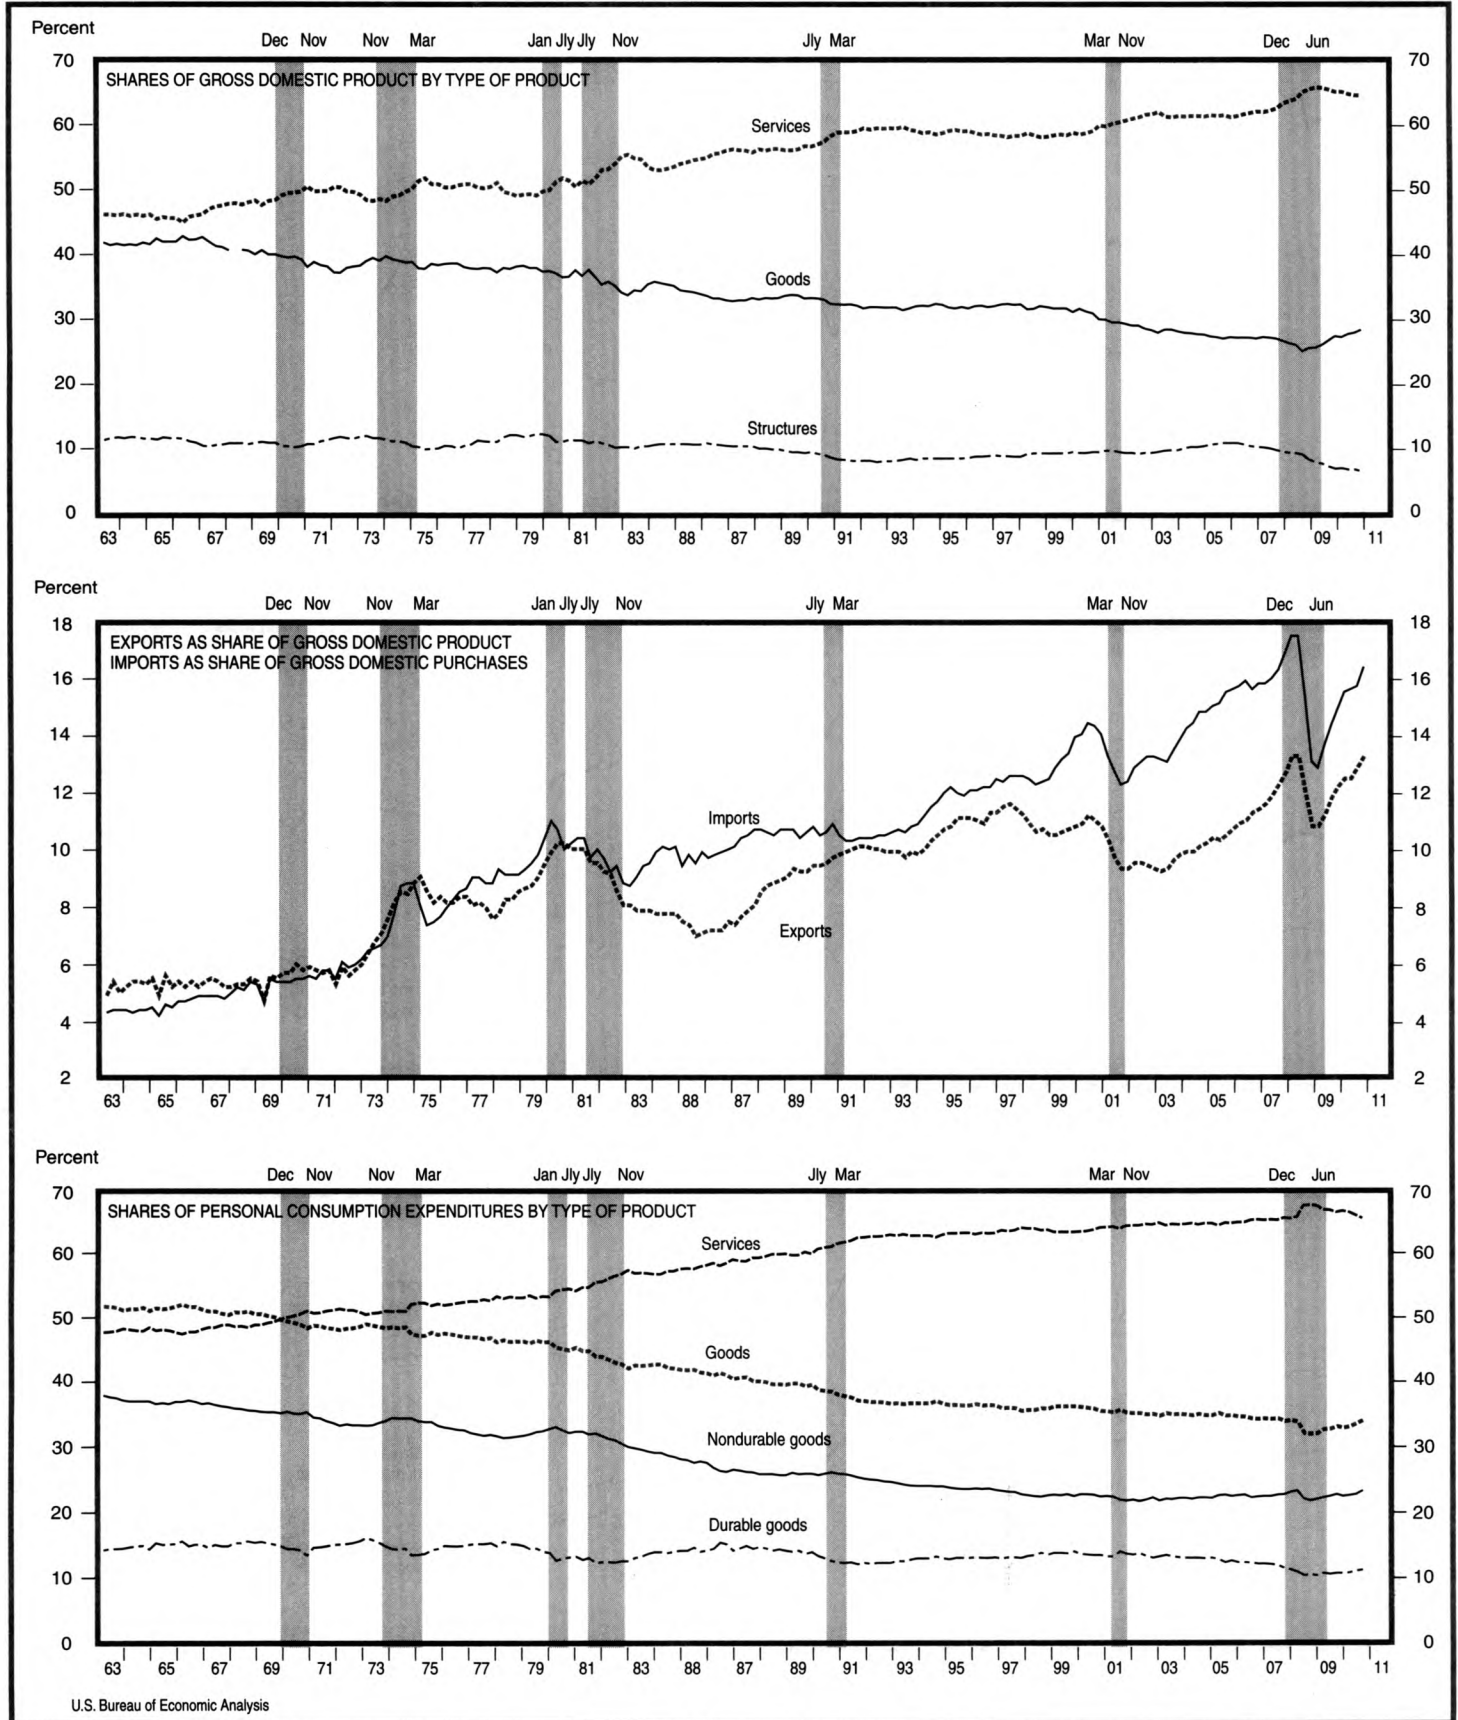 Percent
Dec Nov Nov Mar Jan Jly Jly Nov Jly Mar Mar Nov Dec Jun
70 70
SHARES OF GROSS DOMESTIC PRODUCT BY TYPE OF PRODUCT
Services
60 60
50 50
Goods
40 40
30 30
20 20
Structures
10 10
0 0
63 65 67 69 71 73 75 77 79 81 83 88 87 89 91 93 95 97 99 01 03 05 07 09 11
Percent
Dec Nov Nov Mar Jan Jly Jly Nov Jly Mar Mar Nov Dec Jun
18 18
EXPORTS AS SHARE OF GROSS DOMESTIC PRODUCT
IMPORTS AS SHARE OF GROSS DOMESTIC PURCHASES
16 16
14 14
12 12
Imports
10 10
Exports
8 8
6 6
4 4
2 2
63 65 67 69 71 73 75 77 79 81 83 88 87 89 91 93 95 97 99 01 03 05 07 09 11
Percent
Dec Nov Nov Mar Jan Jly Jly Nov Jly Mar Mar Nov Dec Jun
70 70
SHARES OF PERSONAL CONSUMPTION EXPENDITURES BY TYPE OF PRODUCT
Services
60 60
50 50
Goods
40 40
Nondurable goods
30 30
20 20
Durable goods
10 10
0 0
63 65 67 69 71 73 75 77 79 81 83 88 87 89 91 93 95 97 99 01 03 05 07 09 11
U.S. Bureau of Economic Analysis